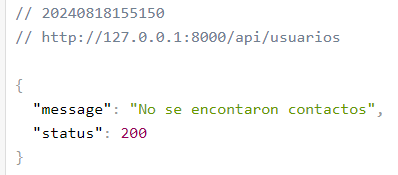 // 20240818155150
// http://127.0.0.1:8000/api/usuarios
{
"message": "No se encontaron contactos",
"status": 200
}